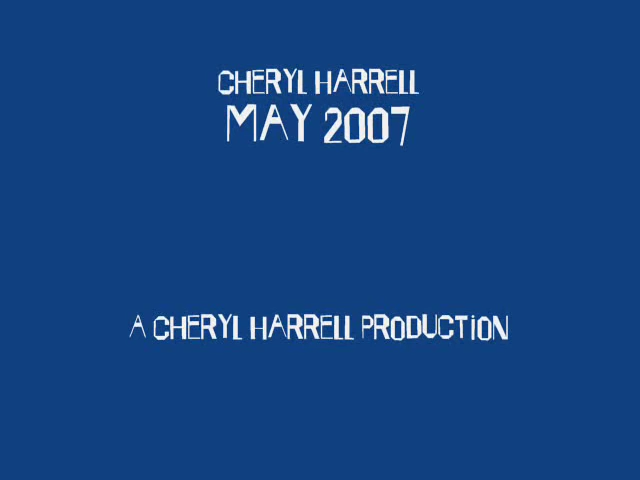 CHERYL HARRELL
MAY 2007
A CHERYL HARRELL PRODUCTiON